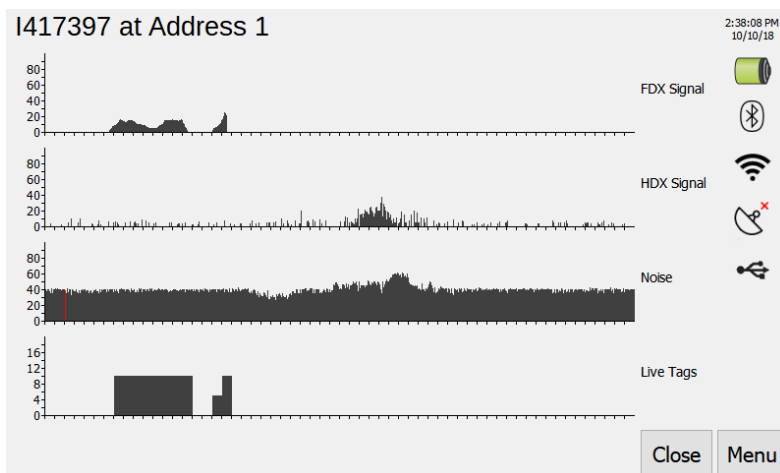 I417397 at Address 1
2:38:08 PM
10/10/18
80
60
40
20
0
FDX Signal
80
60
40
20
0
HDX Signal
80
60
40
20
0
Noise
16
12
8
4
0
Live Tags
Close
Menu